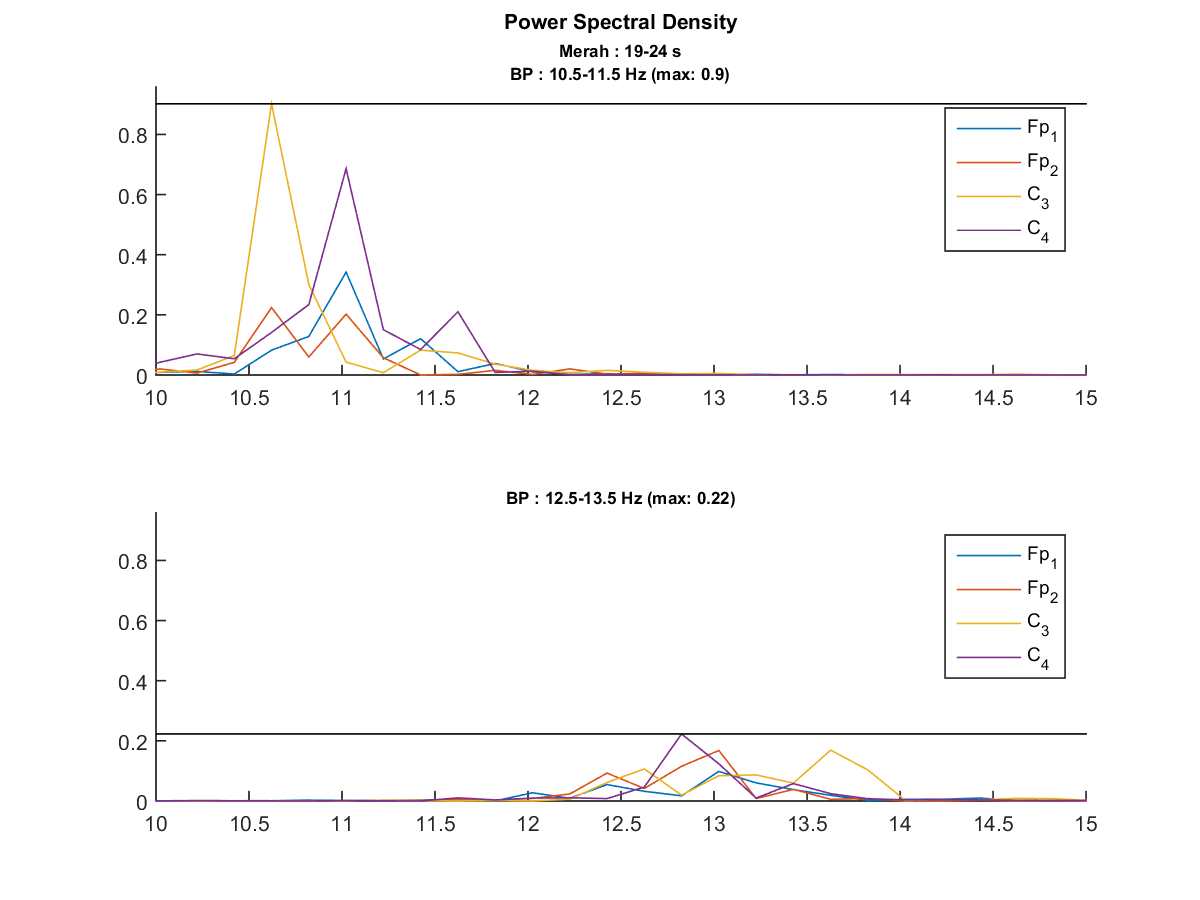 Power Spectral Density
Merah : 19-24 s
BP : 10.5-11.5 Hz (max: 0.9)
0.8
0.6
0.4
0.2
0
10 10.5 11 11.5 12 12.5 13 13.5 14 14.5 15
Fp1
Fp2
C3
C4
BP : 12.5-13.5 Hz (max: 0.22)
0.8
0.6
0.4
0.2
0
10 10.5 11 11.5 12 12.5 13 13.5 14 14.5 15
Fp1
Fp2
C3
C4